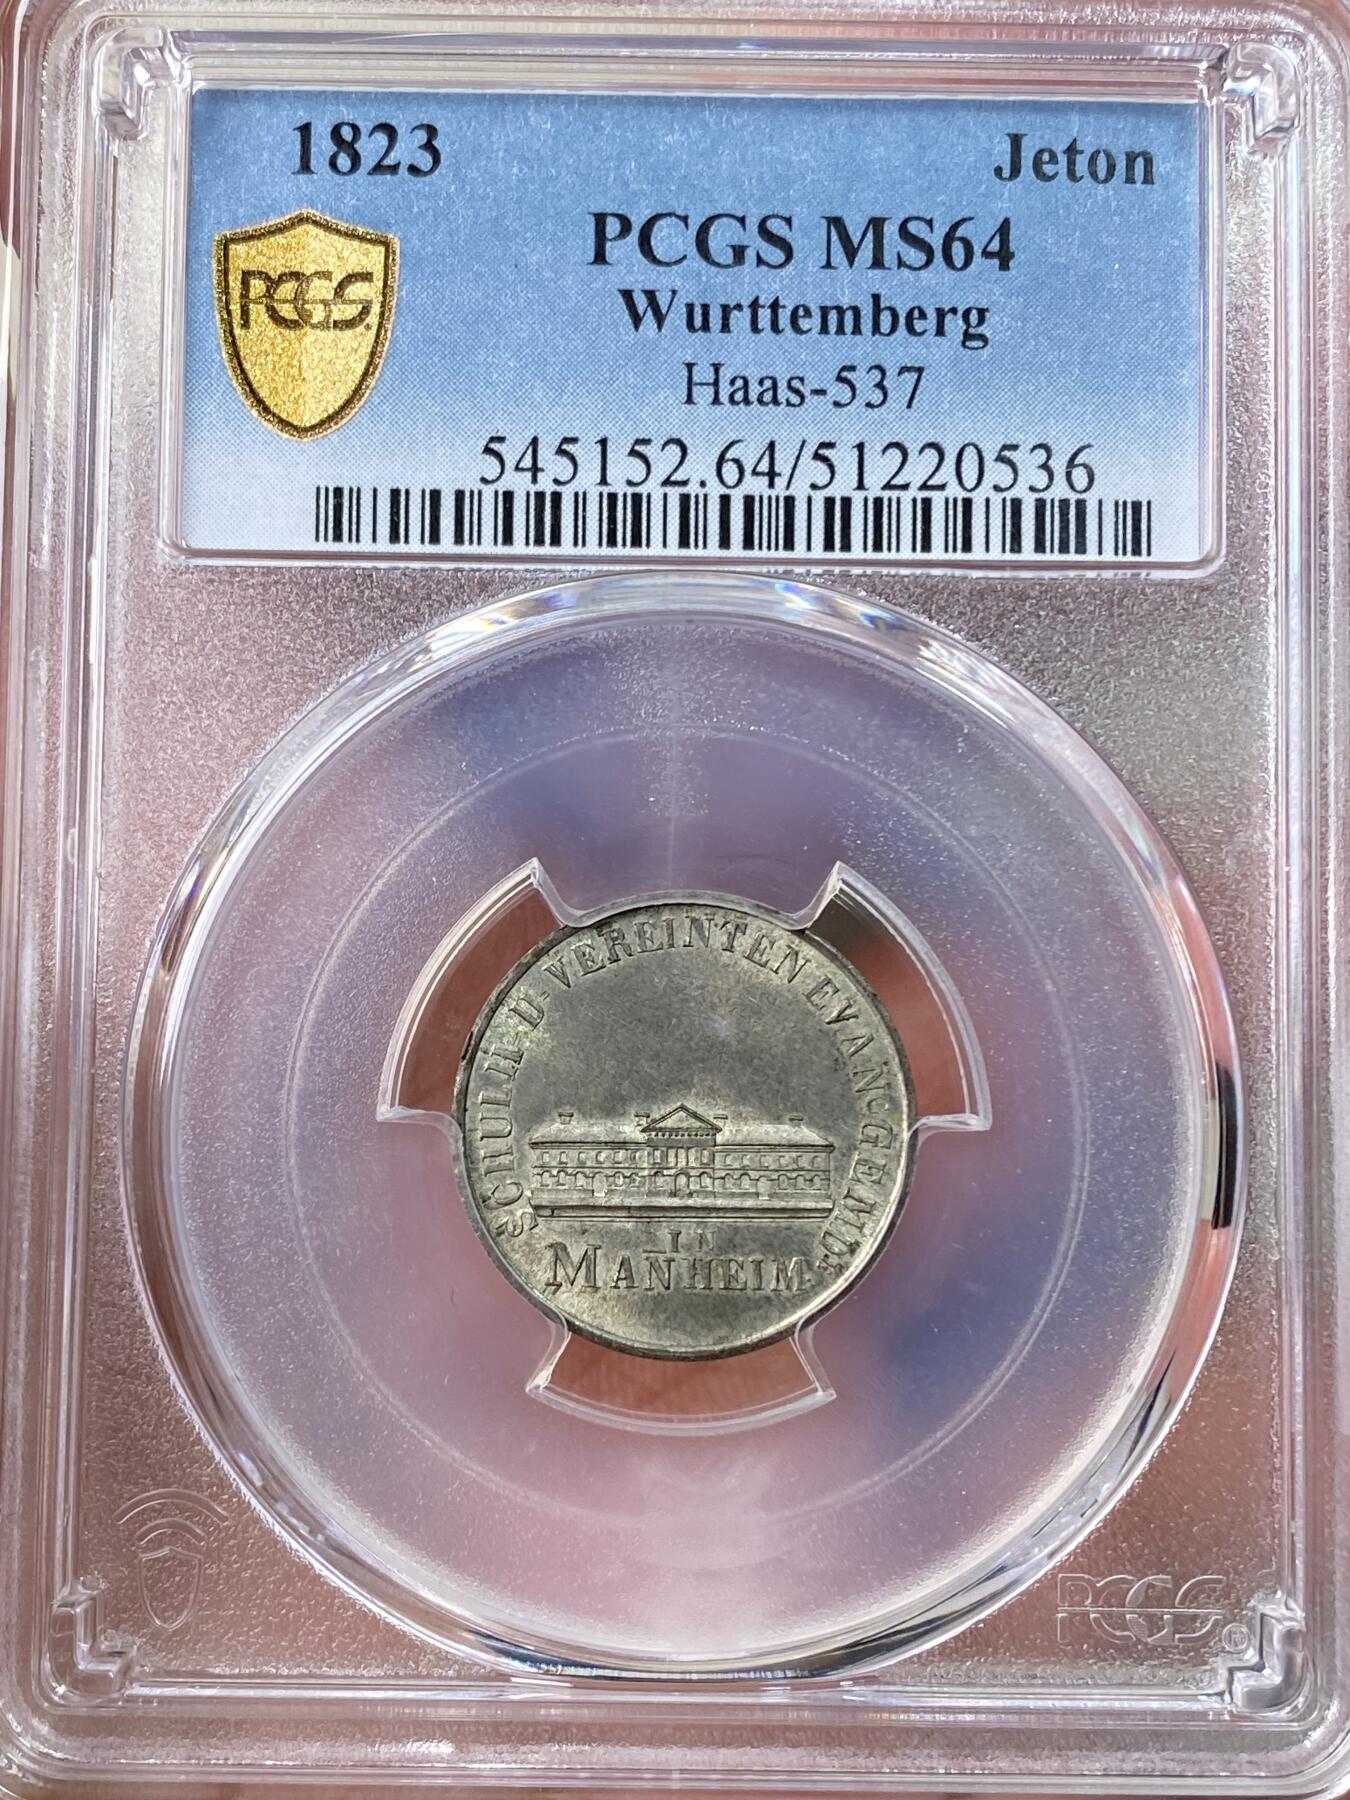 1823
Jeton
PCGS MS64
Wurttemberg
Haas-537
545152.64/51220536
PCGS
SCHULH=D=VEREINTEN EVANG GEMD.
IN
MANHEIM
PCGS